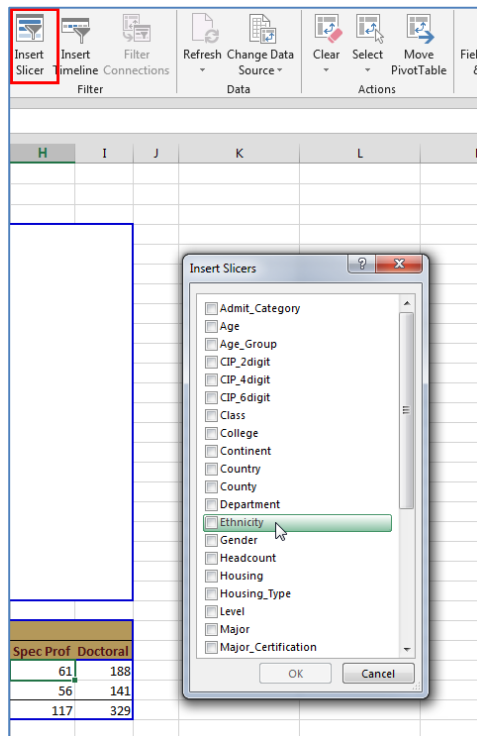 Insert Insert Filter Refresh Change Data Clear Select Move Fiel
Slicer Timeline Connections Source PivotTable &
Filter Data Actions
H I J K L
Insert Slicers
Admit_Category
Age
Age_Group
CIP_2digit
CIP_4digit
CIP_6digit
Class
College
Continent
Country
County
Department
Ethnicity
Gender
Headcount
Housing
Housing_Type
Level
Major
Major_Certification
OK Cancel
Spec Prof Doctoral
61 188
56 141
117 329